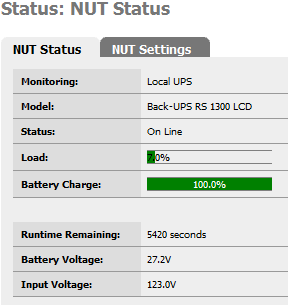 Status: NUT Status
NUT Status NUT Settings
Monitoring: Local UPS
Model: Back-UPS RS 1300 LCD
Status: On Line
Load: 7.0%
Battery Charge: 100.0%
Runtime Remaining: 5420 seconds
Battery Voltage: 27.2V
Input Voltage: 123.0V